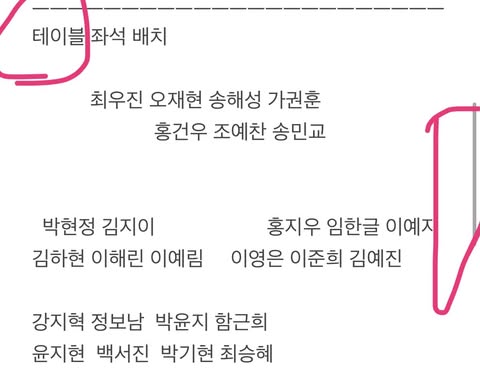 테이블 좌석 배치
최우진 오재현 송해성 가권훈
홍건우 조예찬 송민교
박현정 김지이 홍지우 임한글
김하현 이해린 이예림 이영은 이준희 김예진
강지혁 정보남 박윤지 함근희
윤지현 백서진 박기현 최승혜